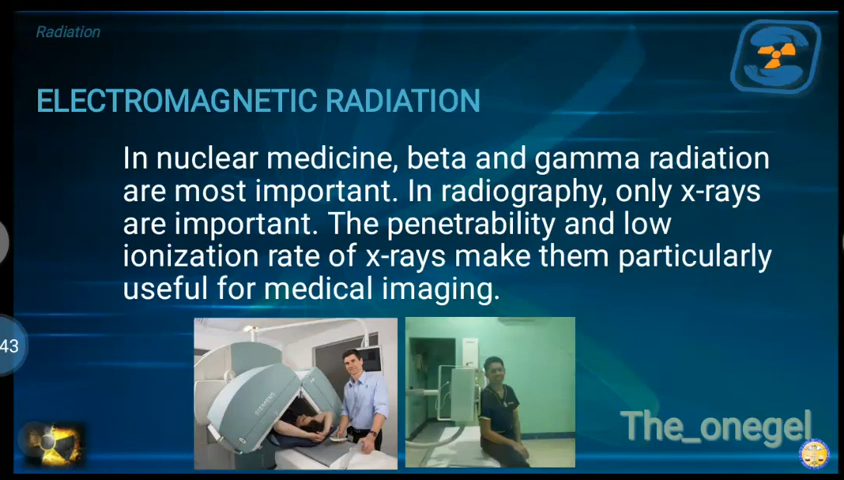 Radiation
ELECTROMAGNETIC RADIATION
In nuclear medicine, beta and gamma radiation
are most important. In radiography, only x-rays
are important. The penetrability and low
ionization rate of x-rays make them particularly
useful for medical imaging.
43
SIEMENS
The_onegel